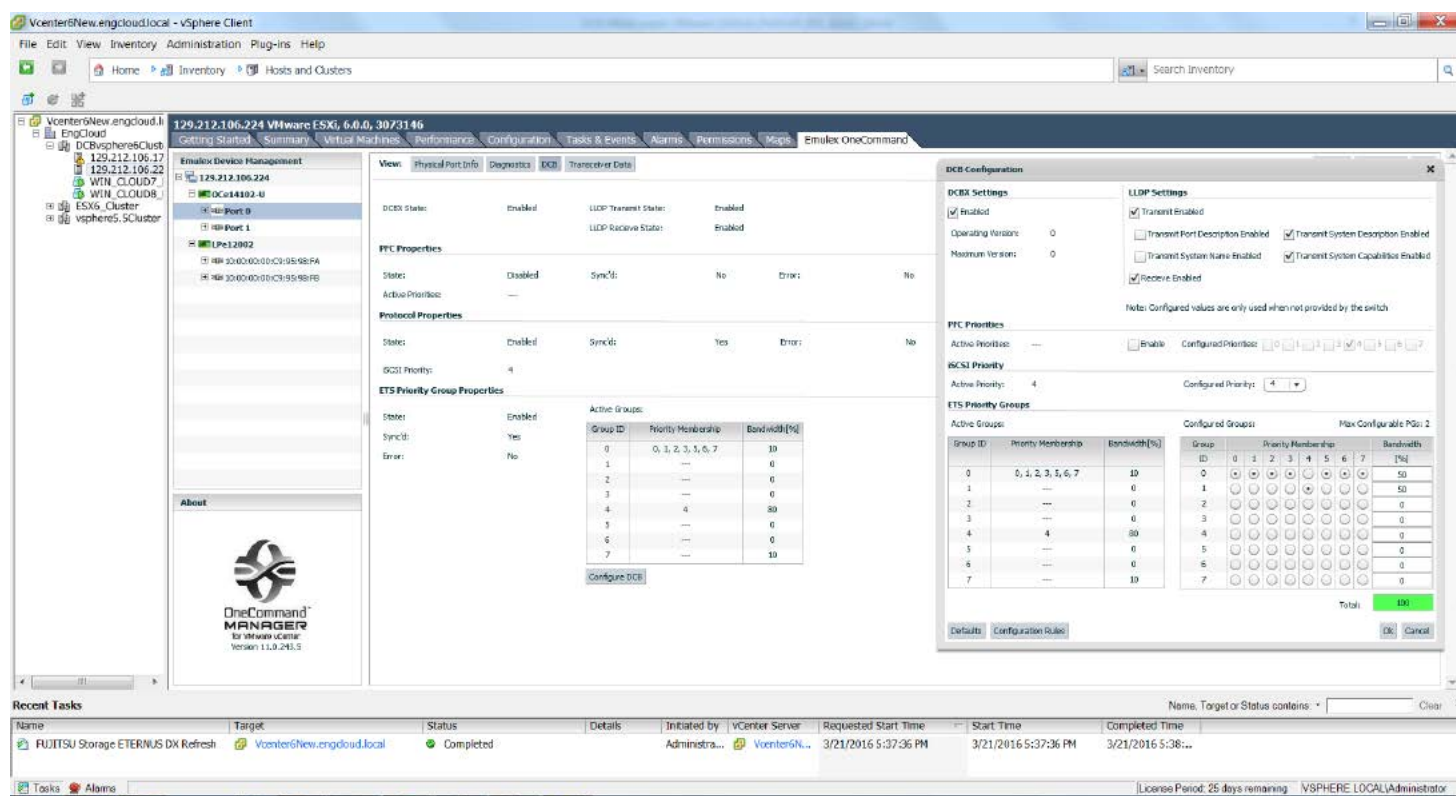 Vcenter6New.engcloud.local - vSphere Client
File Edit View Inventory Administration Plug-ins Help
Home Inventory Hosts and Clusters
Search Inventory
Vcenter6New.engcloud.l
EngCloud
DCBvsphere6Clust
129.212.106.17
129.212.106.22
WIN_CLOUD7_
WIN_CLOUD8_
ESX6_Cluster
vsphere5.5Cluster
129.212.106.224 VMware ESXi, 6.0.0, 3073146
Getting Started Summary Virtual Machines Performance Configuration Tasks & Events Alarms Permissions Maps Emulex OneCommand
Emulex Device Management
129.212.106.224
OCe14102-U
Port 0
Port 1
LPe12002
10:00:00:00:C9:95:98:FA
10:00:00:00:C9:95:98:FB
About
OneCommand
MANAGER
for VMware vCenter
Version 11.0.243.5
View: Physical Port Info Diagnostics DCB Transceiver Data
DCBX State: Enabled LLDP Transmit State: Enabled
LLDP Recieve State: Enabled
PFC Properties
State: Disabled Sync'd: No Error: No
Active Priorities: ---
Protocol Properties
State: Enabled Sync'd: Yes Error: No
iSCSI Priority: 4
ETS Priority Group Properties
State: Enabled
Sync'd: Yes
Error: No
Active Groups:
Group ID Priority Membership Bandwidth[%]
0 0, 1, 2, 3, 5, 6, 7 10
1 --- 0
2 --- 0
3 --- 0
4 4 80
5 --- 0
6 --- 0
7 --- 10
Configure DCB
DCB Configuration
DCBX Settings
Enabled
Operating Version: 0
Maximum Version: 0
LLDP Settings
Transmit Enabled
Transmit Port Description Enabled Transmit System Description Enabled
Transmit System Name Enabled Transmit System Capabilities Enabled
Recieve Enabled
Note: Configured values are only used when not provided by the switch
PFC Priorities
Active Priorities: --- Enable Configured Priorities: 0 1 2 3 4 5 6 7
iSCSI Priority
Active Priority: 4 Configured Priority: 4
ETS Priority Groups
Active Groups:
Group ID Priority Membership Bandwidth[%]
0 0, 1, 2, 3, 5, 6, 7 10
1 --- 0
2 --- 0
3 --- 0
4 4 80
5 --- 0
6 --- 0
7 --- 10
Configured Groups: Max Configurable PGs: 2
Group Priority Membership Bandwidth
ID 0 1 2 3 4 5 6 7 [%]
0 50
1 50
2 0
3 0
4 0
5 0
6 0
7 0
Total: 100
Defaults Configuration Rules Ok Cancel
Recent Tasks
Name, Target or Status contains: Clear
Name Target Status Details Initiated by vCenter Server Requested Start Time Start Time Completed Time
FUJITSU Storage ETERNUS DX Refresh Vcenter6New.engcloud.local Completed Administra... Vcenter6N... 3/21/2016 5:37:36 PM 3/21/2016 5:37:36 PM 3/21/2016 5:38:...
Tasks Alarms
License Period: 25 days remaining VSPHERE.LOCAL\Administrator